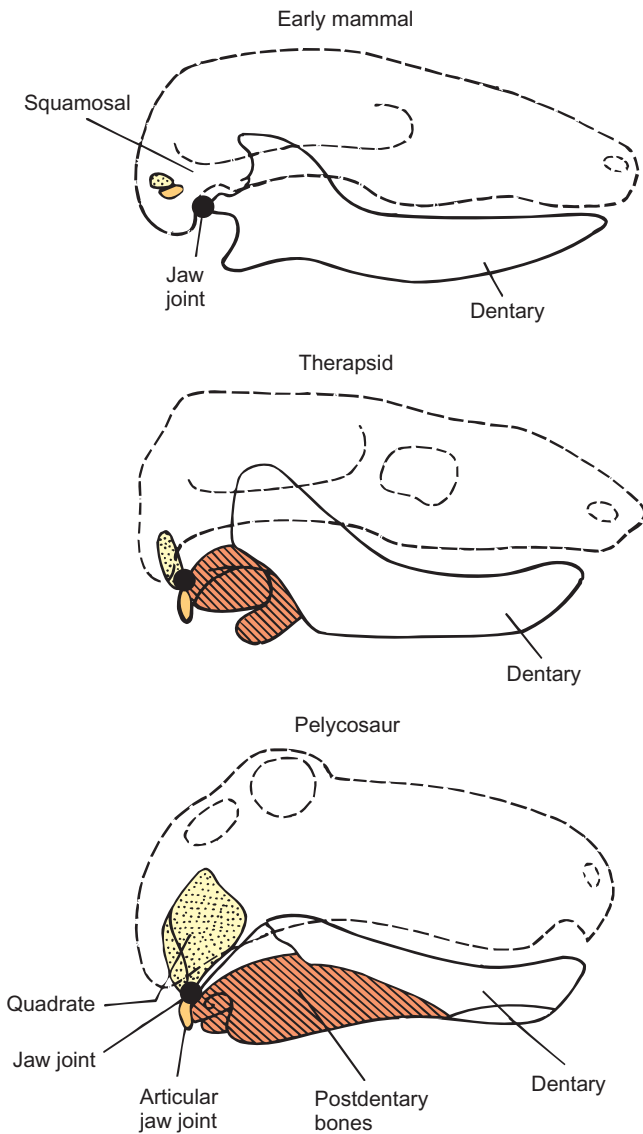 Early mammal
Squamosal
Jaw
joint
Dentary
Therapsid
Dentary
Pelycosaur
Quadrate
Jaw joint
Articular
jaw joint
Postdentary
bones
Dentary